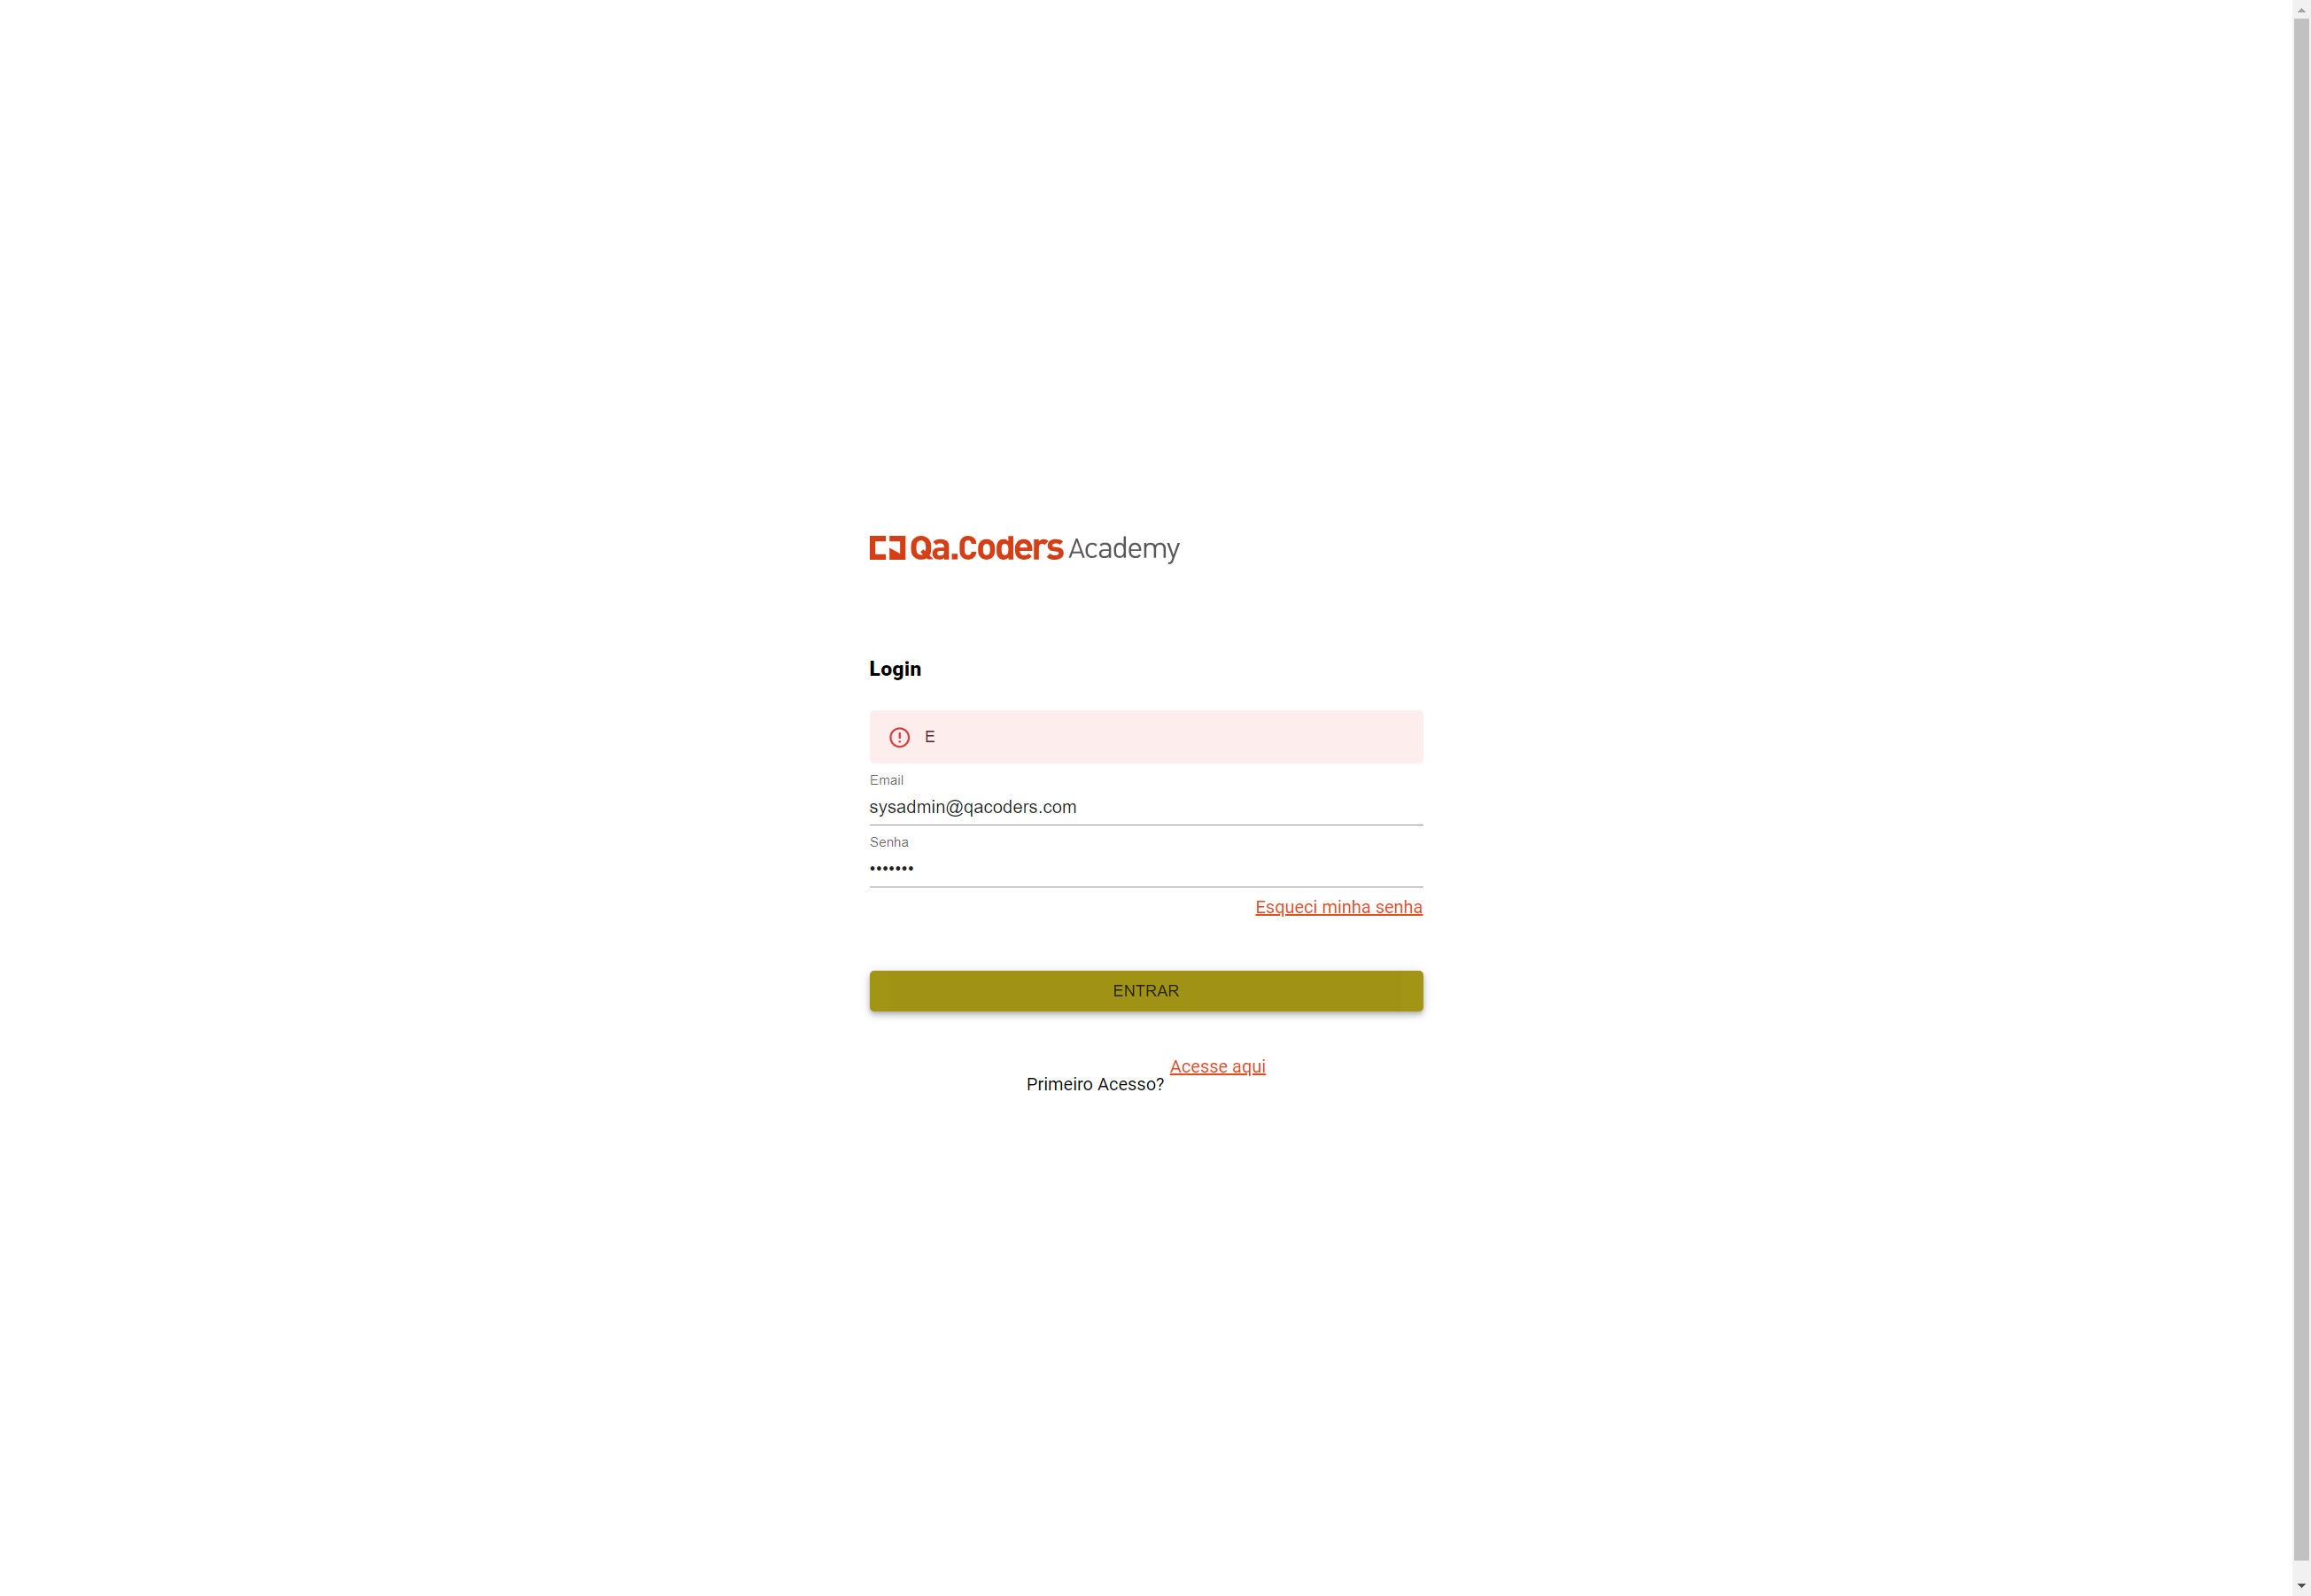 Qa.Coders Academy
Login
E
Email
sysadmin@qacoders.com
Senha
•••••••
Esqueci minha senha
ENTRAR
Acesse aqui
Primeiro Acesso?